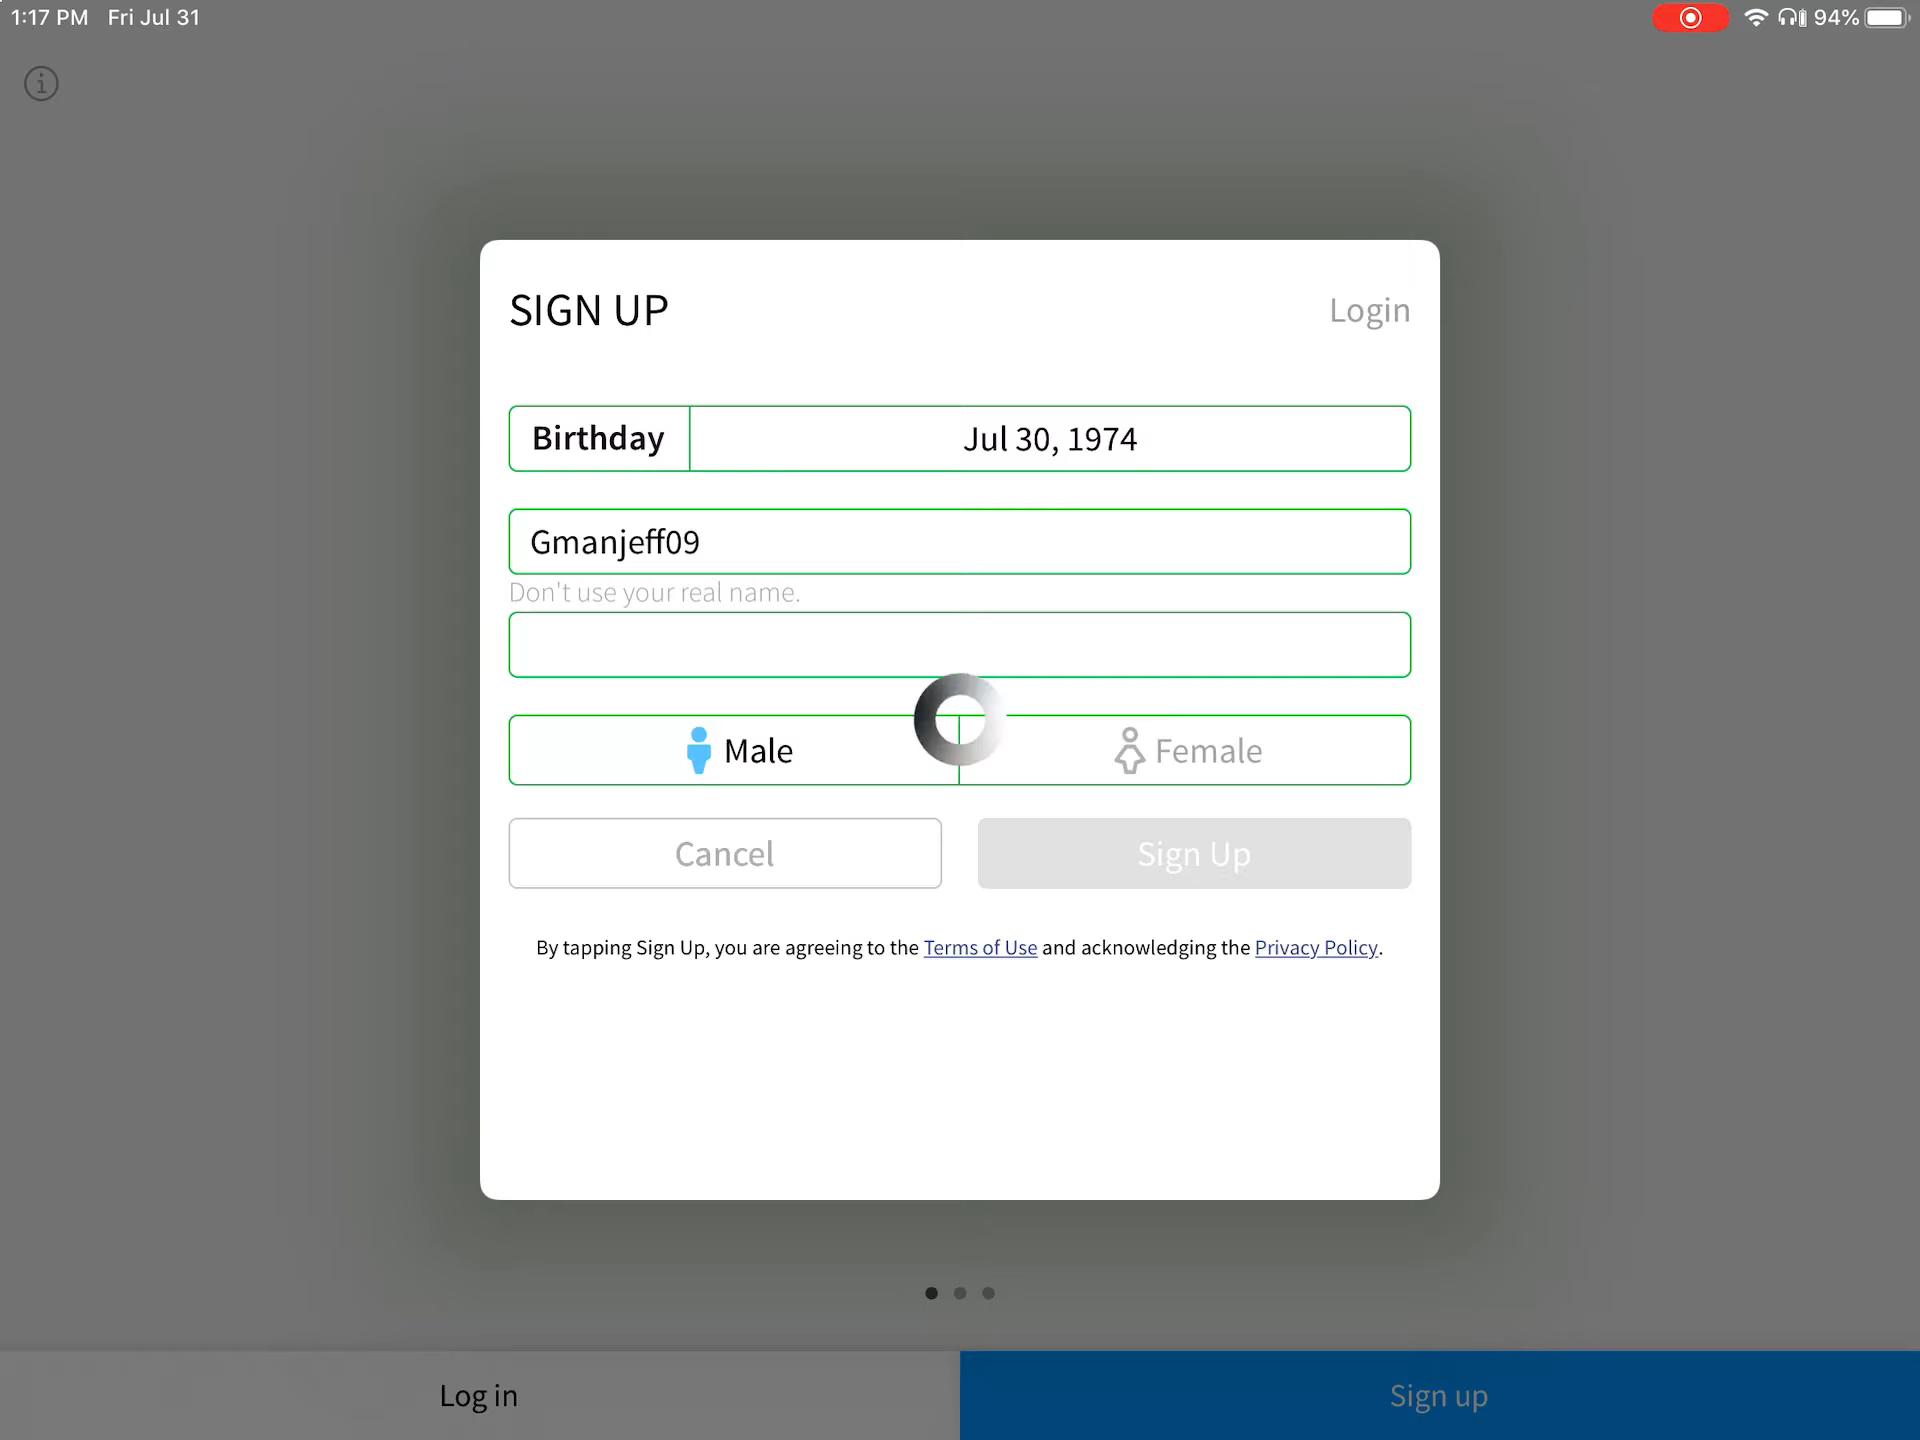 1:17 PM Fri Jul 31 94%
SIGN UP Login
Birthday Jul 30, 1974
Gmanjeff09
Don't use your real name.
Male Female
Cancel Sign Up
By tapping Sign Up, you are agreeing to the Terms of Use and acknowledging the Privacy Policy.
Log in Sign up